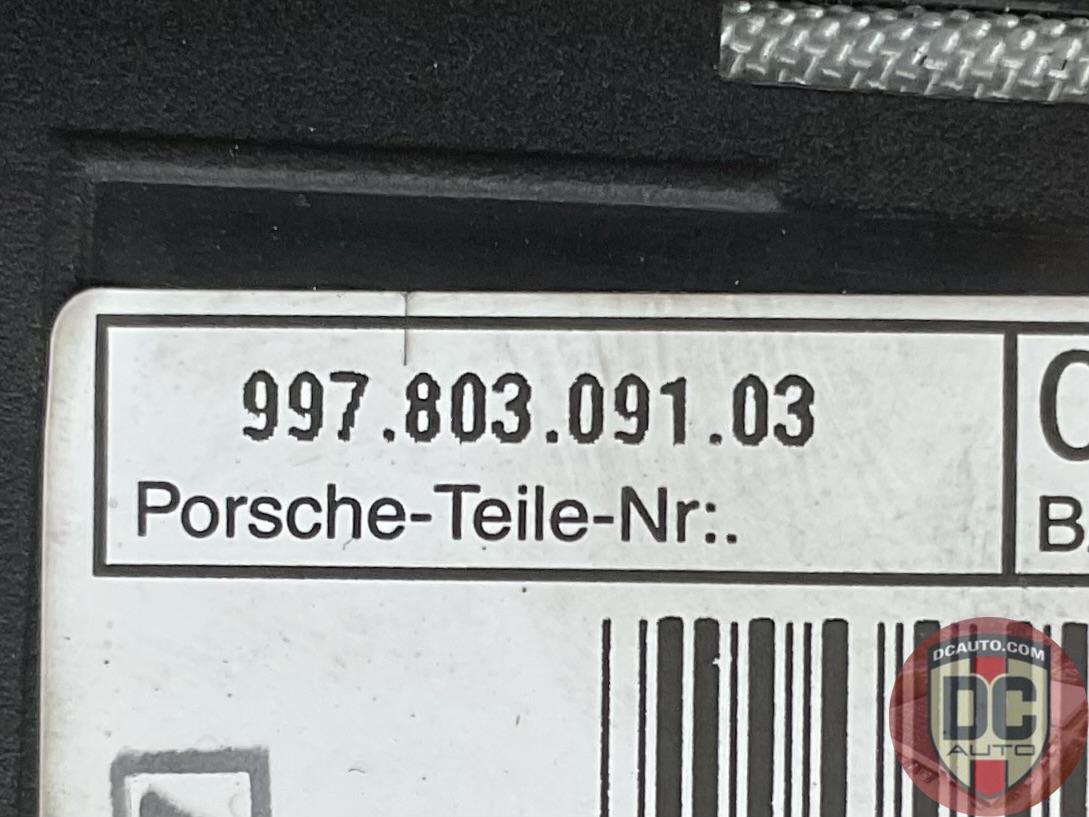 997.803.091.03
Porsche-Teile-Nr:.
DCAUTO.COM
DC
AUTO